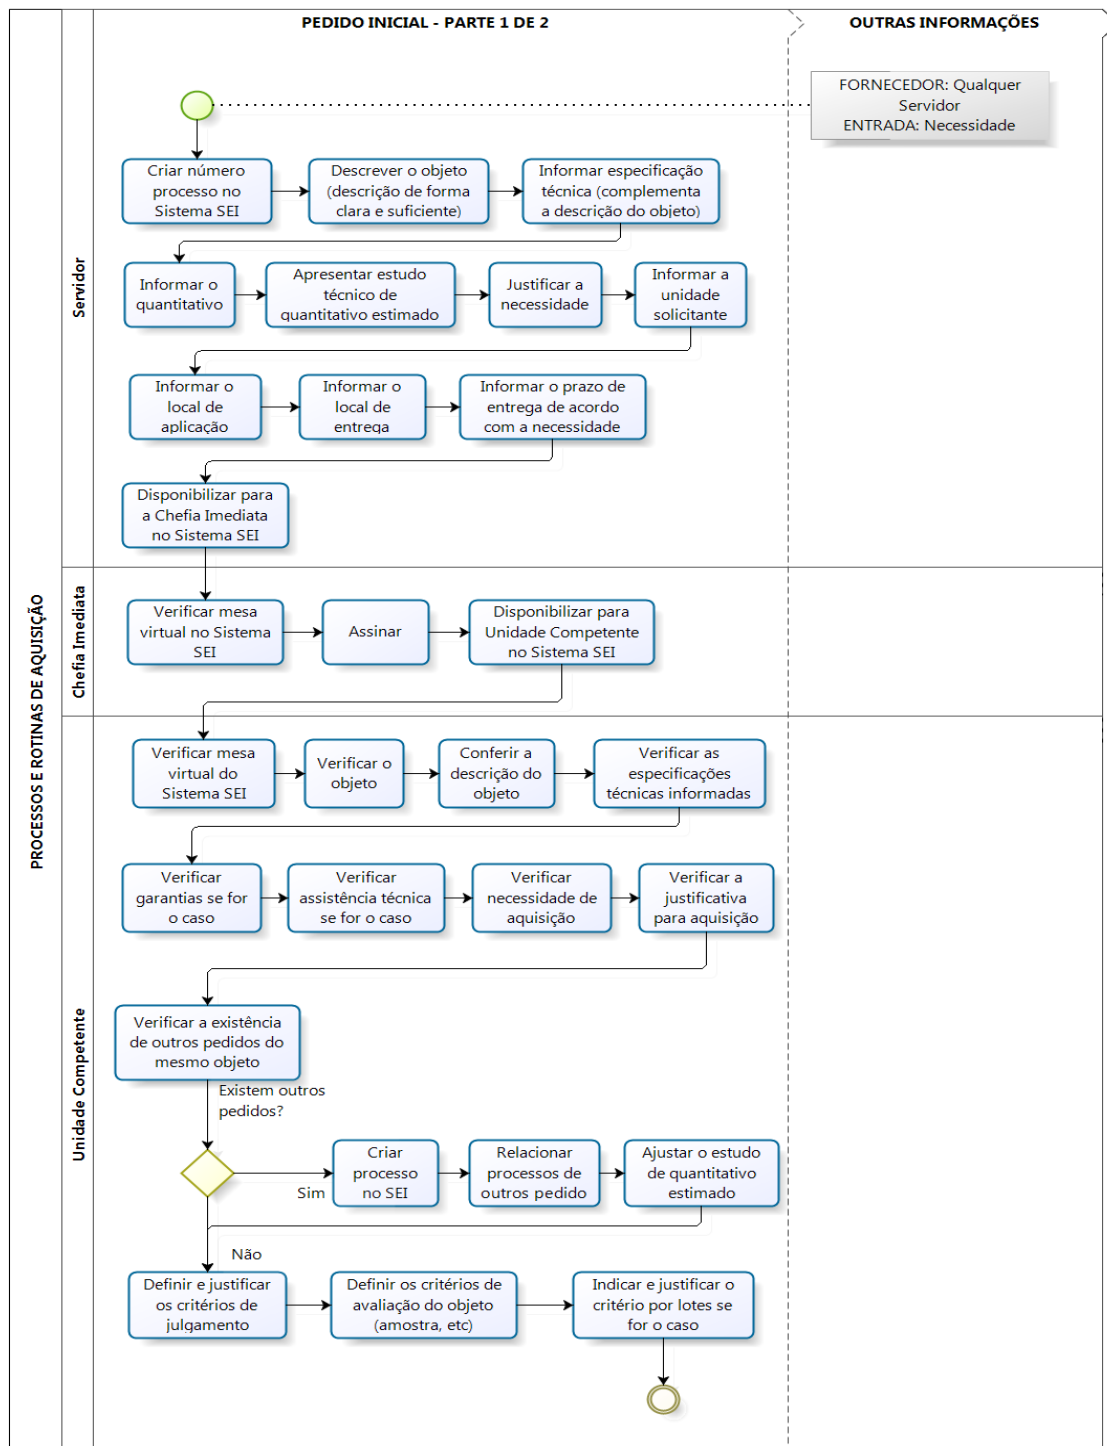 PEDIDO INICIAL - PARTE 1 DE 2
OUTRAS INFORMAÇÕES
FORNECEDOR: Qualquer
Servidor
ENTRADA: Necessidade
PROCESSOS E ROTINAS DE AQUISIÇÃO
Servidor
Criar número
processo no
Sistema SEI
Descrever o objeto
(descrição de forma
clara e suficiente)
Informar especificação
técnica (complementa
a descrição do objeto)
Informar o
quantitativo
Apresentar estudo
técnico de
quantitativo estimado
Justificar a
necessidade
Informar a
unidade
solicitante
Informar o
local de
aplicação
Informar o
local de
entrega
Informar o prazo de
entrega de acordo
com a necessidade
Disponibilizar para
a Chefia Imediata
no Sistema SEI
Chefia Imediata
Verificar mesa
virtual no Sistema
SEI
Assinar
Disponibilizar para
Unidade Competente
no Sistema SEI
Unidade Competente
Verificar mesa
virtual do
Sistema SEI
Verificar o
objeto
Conferir a
descrição do
objeto
Verificar as
especificações
técnicas informadas
Verificar
garantias se for
o caso
Verificar
assistência técnica
se for o caso
Verificar
necessidade de
aquisição
Verificar a
justificativa
para aquisição
Verificar a existência
de outros pedidos do
mesmo objeto
Existem outros
pedidos?
Sim
Criar
processo
no SEI
Relacionar
processos de
outros pedido
Ajustar o estudo
de quantitativo
estimado
Não
Definir e justificar
os critérios de
julgamento
Definir os critérios de
avaliação do objeto
(amostra, etc)
Indicar e justificar o
critério por lotes se
for o caso